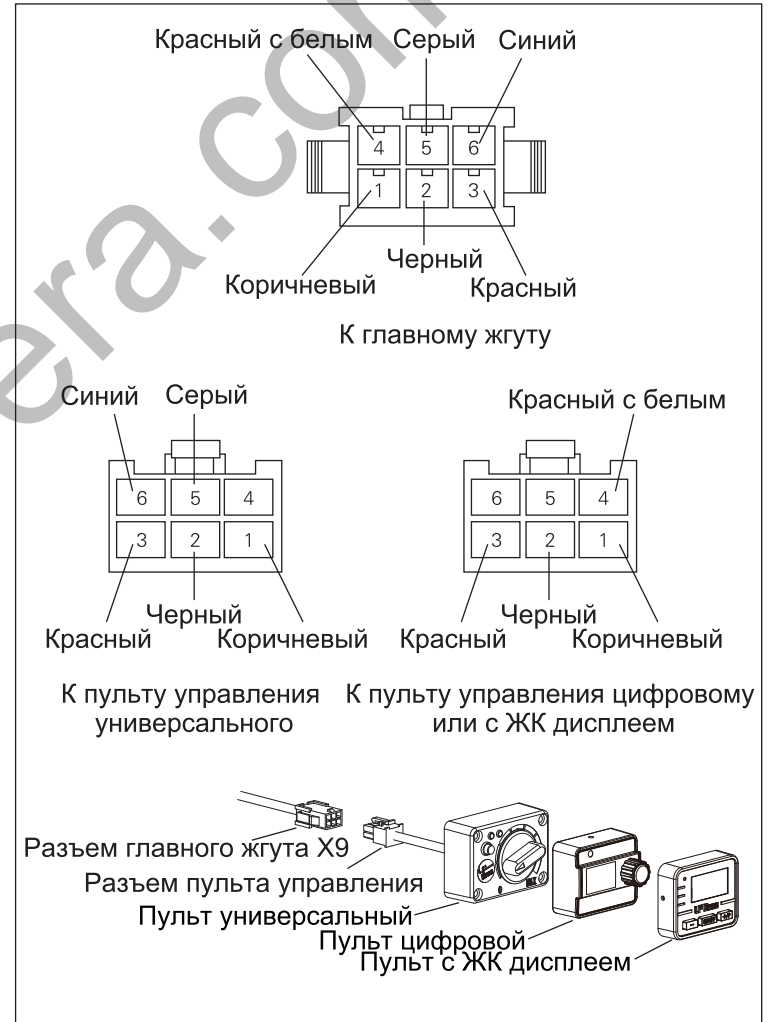 Красный с белым Серый Синий
4 5 6
1 2 3
Черный
Коричневый Красный
К главному жгуту
Синий Серый
6 5 4
3 2 1
Черный
Красный Коричневый
К пульту управления
универсального
Красный с белым
6 5 4
3 2 1
Черный
Красный Коричневый
К пульту управления цифровому
или с ЖК дисплеем
Разъем главного жгута Х9
Разъем пульта управления
Пульт универсальный
Пульт цифровой
Пульт с ЖК дисплеем
era.com